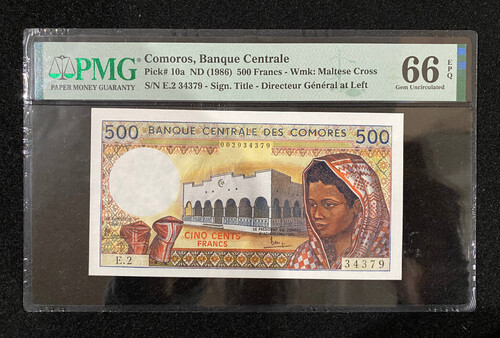 PMG
PAPER MONEY GUARANTY
Comoros, Banque Centrale
Pick# 10a ND (1986) 500 Francs - Wmk: Maltese Cross
S/N E.2 34379 - Sign. Title - Directeur Général at Left
66 EPQ
Gem Uncirculated
500 BANQUE CENTRALE DES COMORES 500
002934379
CINQ CENTS
FRANCS
E.2
34379